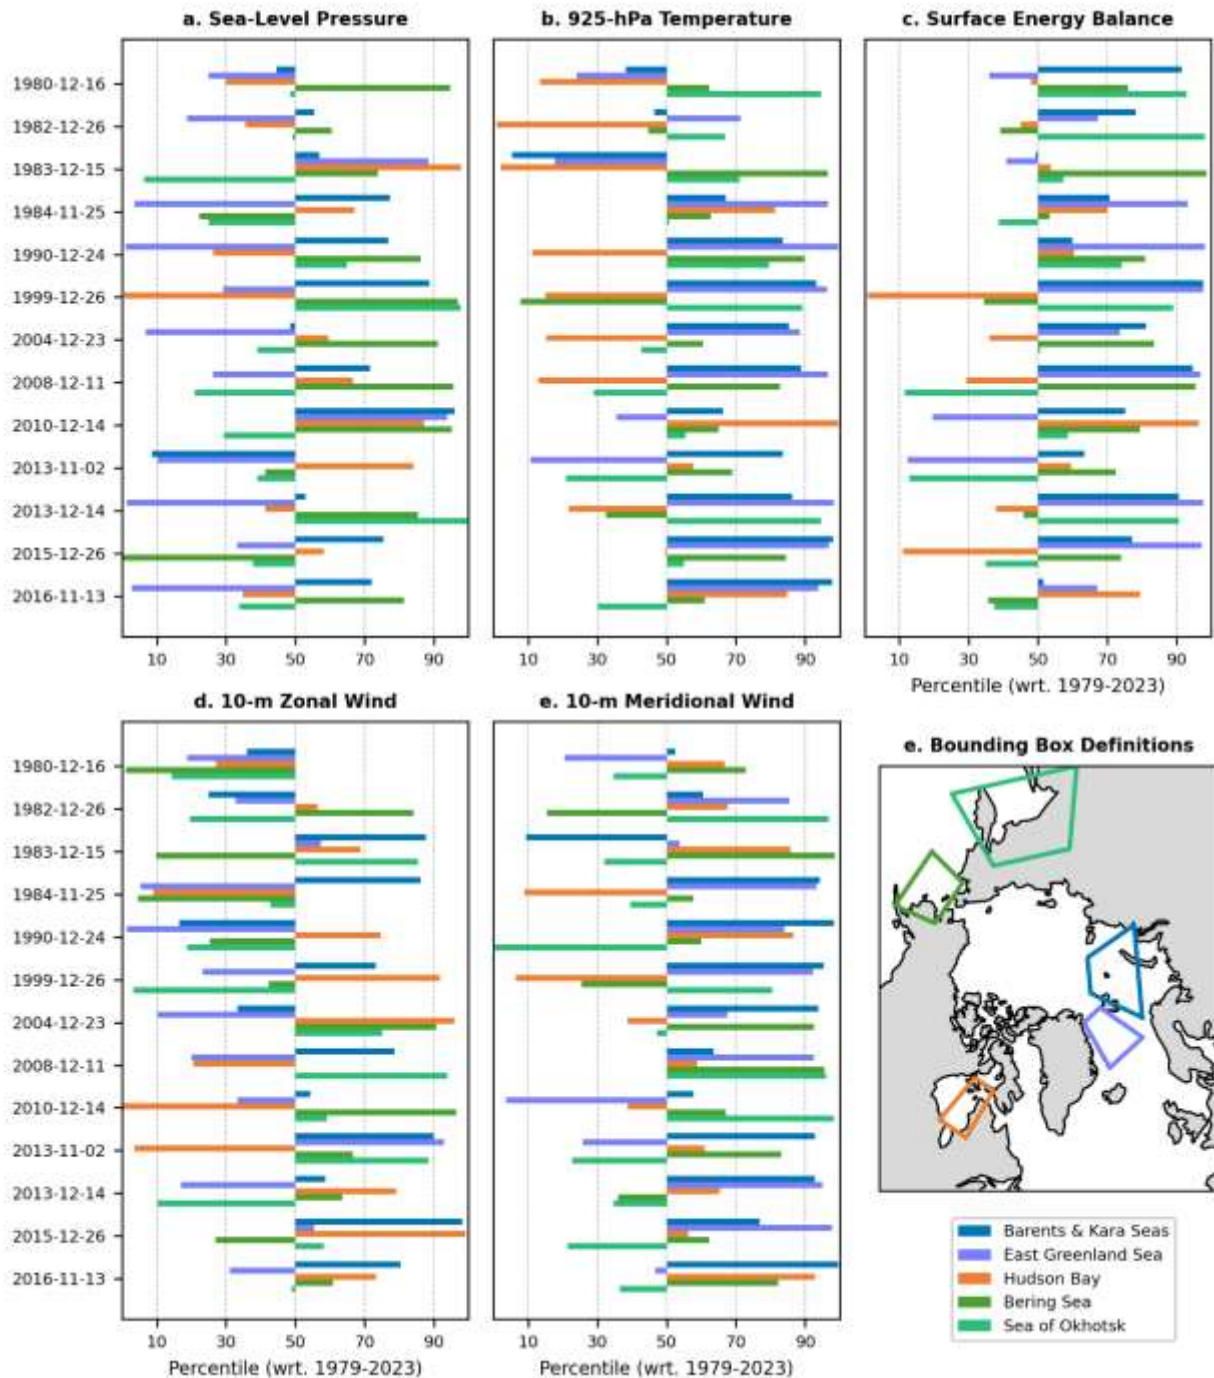 a. Sea-Level Pressure
b. 925-hPa Temperature
c. Surface Energy Balance
1980-12-16
1982-12-26
1983-12-15
1984-11-25
1990-12-24
1999-12-26
2004-12-23
2008-12-11
2010-12-14
2013-11-02
2013-12-14
2015-12-26
2016-11-13
10 30 50 70 90
10 30 50 70 90
10 30 50 70 90
Percentile (wrt. 1979-2023)
d. 10-m Zonal Wind
e. 10-m Meridional Wind
1980-12-16
1982-12-26
1983-12-15
1984-11-25
1990-12-24
1999-12-26
2004-12-23
2008-12-11
2010-12-14
2013-11-02
2013-12-14
2015-12-26
2016-11-13
10 30 50 70 90
10 30 50 70 90
Percentile (wrt. 1979-2023)
Percentile (wrt. 1979-2023)
e. Bounding Box Definitions
Barents & Kara Seas
East Greenland Sea
Hudson Bay
Bering Sea
Sea of Okhotsk